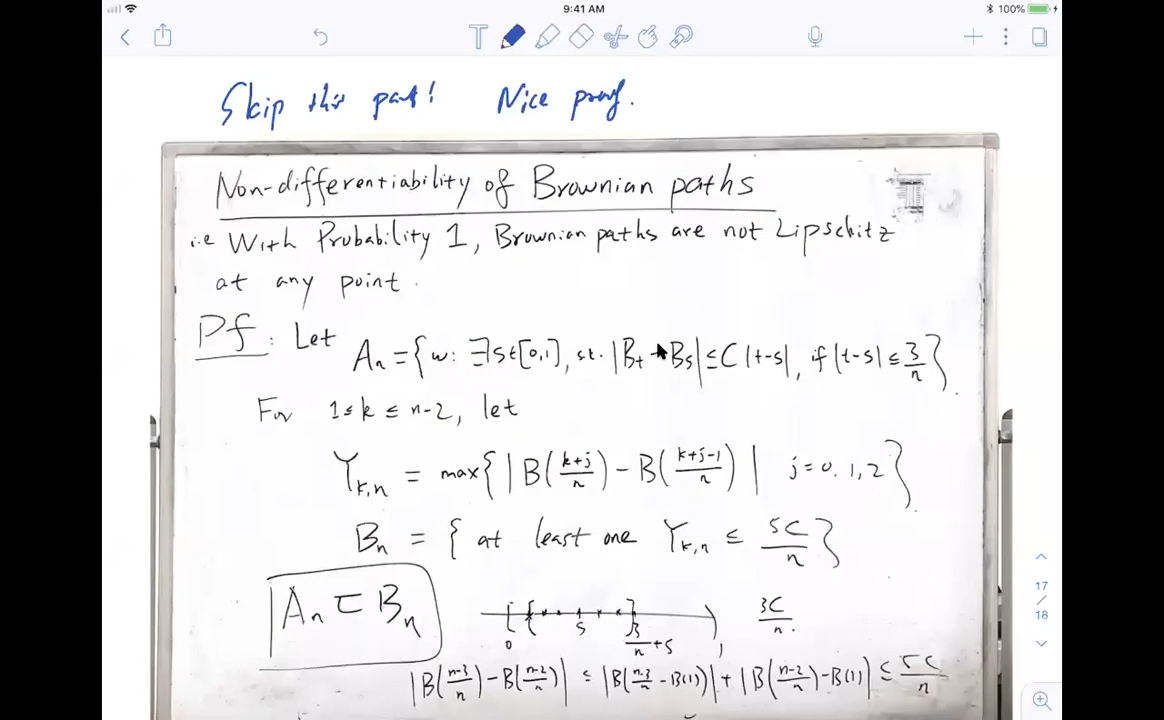 9:41 AM
100%
T
Skip this part! Nice proof.
Non-differentiability of Brownian paths
i.e With Probability 1, Brownian paths are not Lipschitz
at any point.
Pf: Let
Aₙ = {w: ∃ s∈[0,1], st. |Bt - Bs| ≤ C|t-s|, if |t-s| ≤ 3/n}.
For 1≤k≤n-2, let
Yk,n = max{|B(k+j/n) - B(k+j-1/n)| j=0,1,2}
Bn = {at least one Yk,n ≤ 5C/n}
An ⊂ Bn
0 s 3/n+s 1 3C/n.
|B(n-3/n) - B(n-2/n)| ≤ |B(n-3/n - B(1))| + |B(n-2/n) - B(1)| ≤ 5C/n
17
/
18